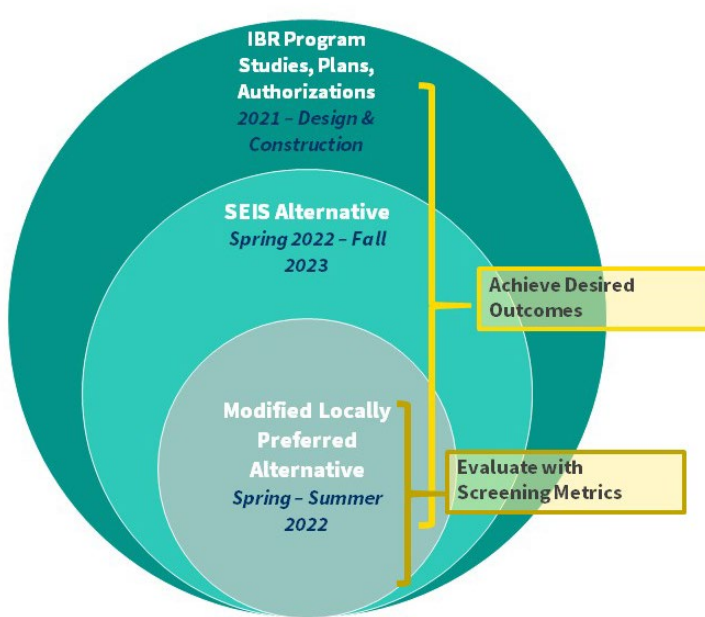 IBR Program
Studies, Plans,
Authorizations
2021 – Design &
Construction
SEIS Alternative
Spring 2022 – Fall
2023
Achieve Desired
Outcomes
Modified Locally
Preferred
Alternative
Spring – Summer
2022
Evaluate with
Screening Metrics